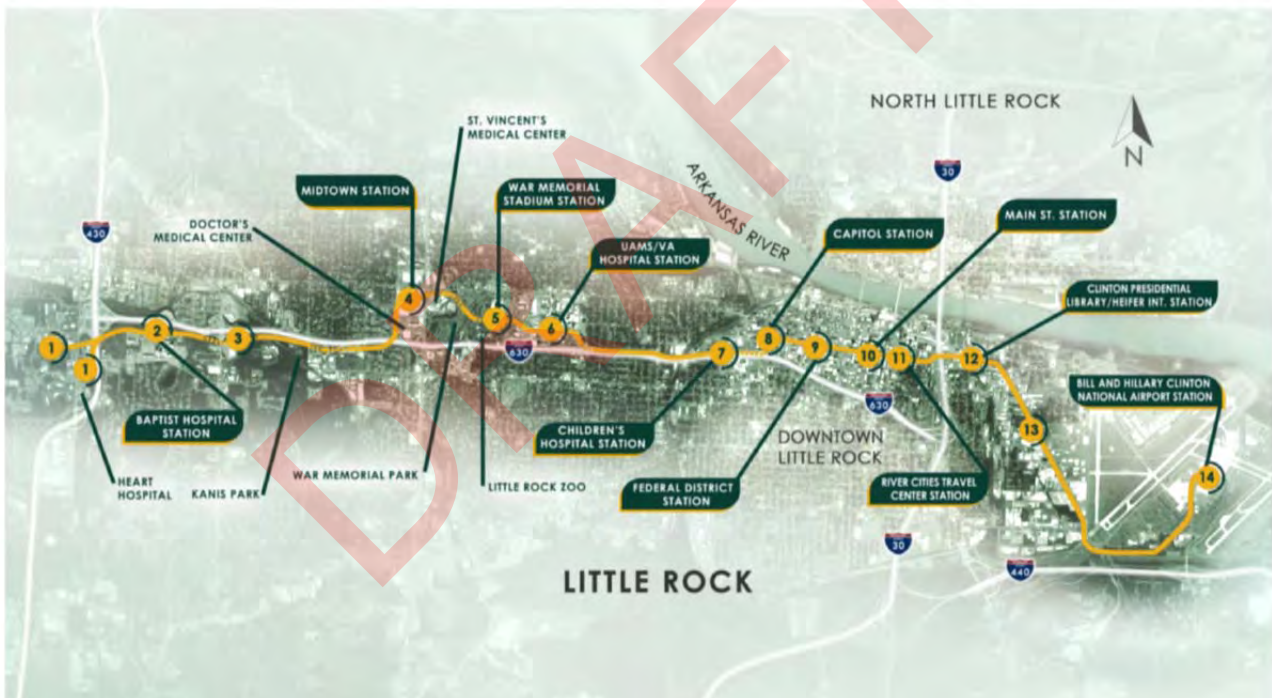 NORTH LITTLE ROCK
N
ST. VINCENT'S
MEDICAL CENTER
30
ARKANSAS RIVER
MIDTOWN STATION
WAR MEMORIAL
STADIUM STATION
MAIN ST. STATION
DOCTOR'S
MEDICAL CENTER
430
CAPITOL STATION
UAMS/VA
HOSPITAL STATION
CLINTON PRESIDENTIAL
LIBRARY/HEIFER INT. STATION
1
1
2
3
4
5
6
630
7
8
9
10
11
12
13
14
BILL AND HILLARY CLINTON
NATIONAL AIRPORT STATION
630
BAPTIST HOSPITAL
STATION
CHILDREN'S
HOSPITAL STATION
DOWNTOWN
LITTLE ROCK
HEART
HOSPITAL
KANIS PARK
WAR MEMORIAL PARK
LITTLE ROCK ZOO
FEDERAL DISTRICT
STATION
RIVER CITIES TRAVEL
CENTER STATION
30
440
LITTLE ROCK
DRAFT